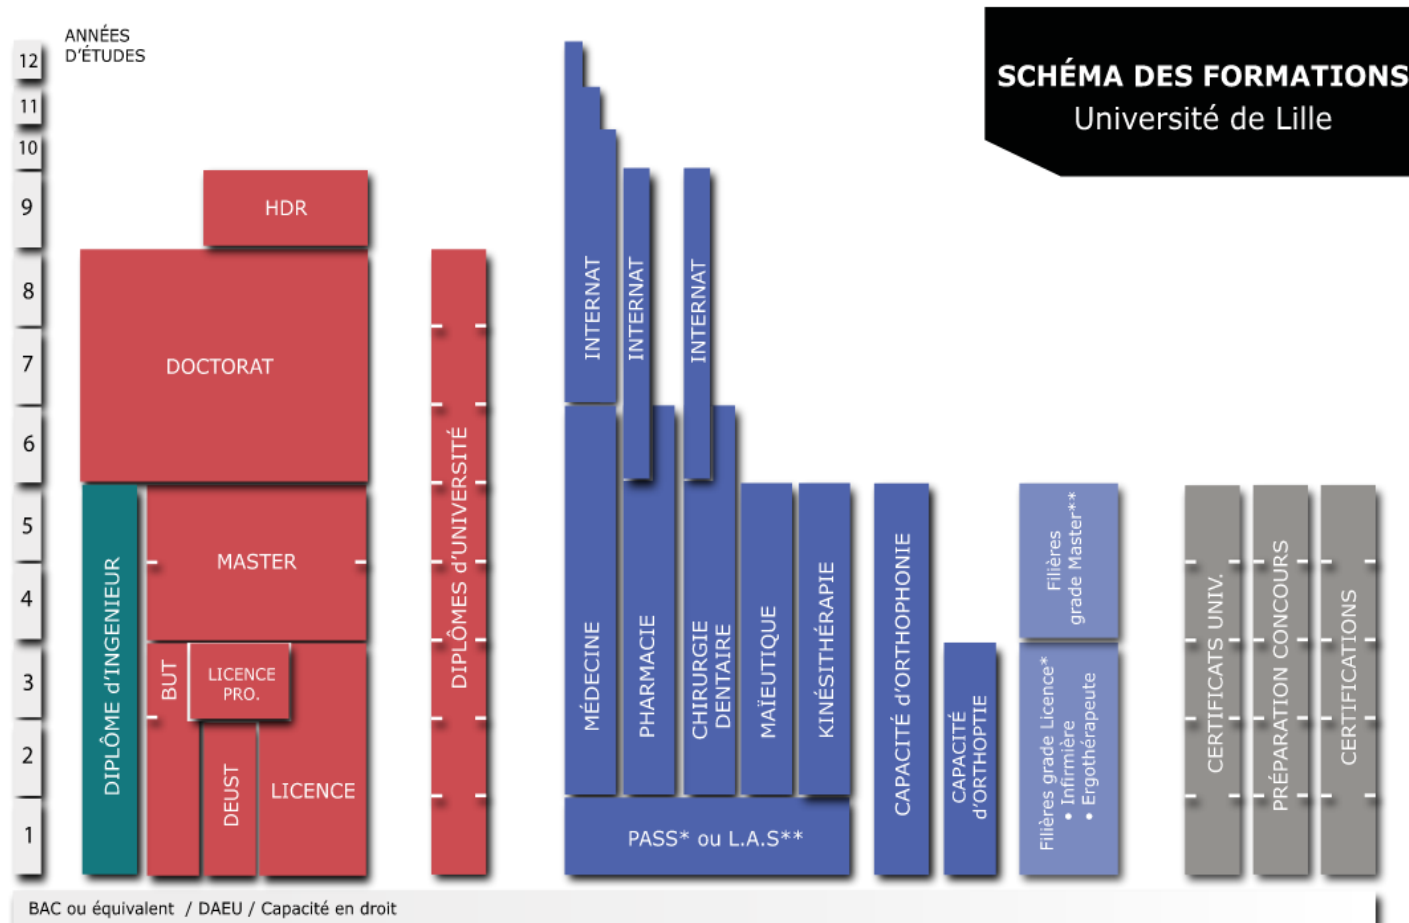 ANNÉES
D'ÉTUDES
SCHÉMA DES FORMATIONS
Université de Lille
12
11
10
9
8
7
6
5
4
3
2
1
HDR
DOCTORAT
DIPLÔME d'INGENIEUR
MASTER
BUT
LICENCE
PRO.
DEUST
LICENCE
DIPLÔMES d'UNIVERSITÉ
INTERNAT
INTERNAT
INTERNAT
MÉDECINE
PHARMACIE
CHIRURGIE
DENTAIRE
MAÏEUTIQUE
KINÉSITHÉRAPIE
PASS* ou L.A.S**
CAPACITÉ d'ORTHOPHONIE
CAPACITÉ
d'ORTHOPTIE
Filières
grade Master**
Filières grade Licence*
• Infirmière
• Ergothérapeute
CERTIFICATS UNIV.
PRÉPARATION CONCOURS
CERTIFICATIONS
BAC ou équivalent / DAEU / Capacité en droit